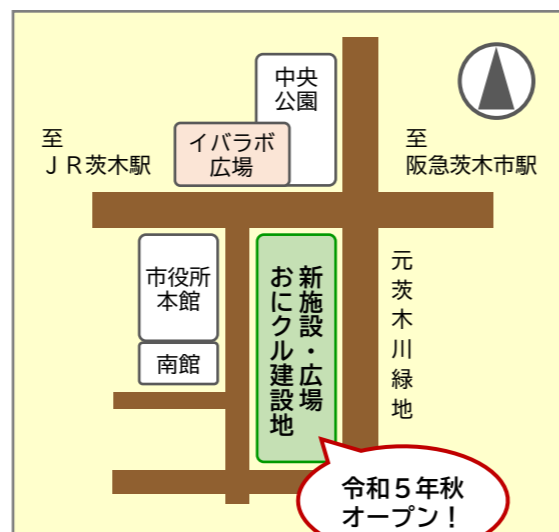 中央
公園
イバラボ
広場
至
ＪＲ茨木駅
至
阪急茨木市駅
市役所
本館
南館
新施設・広場
おにクル建設地
元茨木川緑地
令和５年秋
オープン！